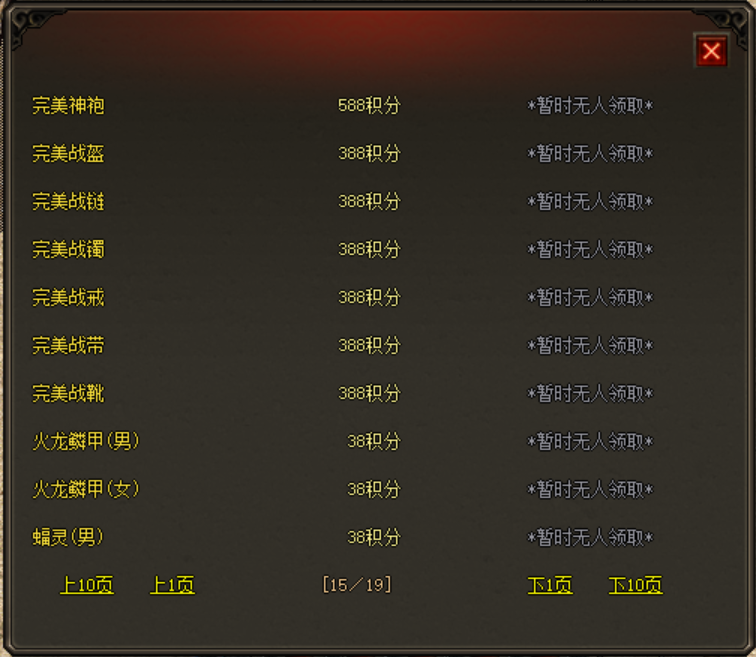 完美神袍 588积分 *暂时无人领取*
完美战盔 388积分 *暂时无人领取*
完美战链 388积分 *暂时无人领取*
完美战镯 388积分 *暂时无人领取*
完美战戒 388积分 *暂时无人领取*
完美战带 388积分 *暂时无人领取*
完美战靴 388积分 *暂时无人领取*
火龙鳞甲(男) 38积分 *暂时无人领取*
火龙鳞甲(女) 38积分 *暂时无人领取*
蝠灵(男) 38积分 *暂时无人领取*
上10页 上1页 [15/19] 下1页 下10页